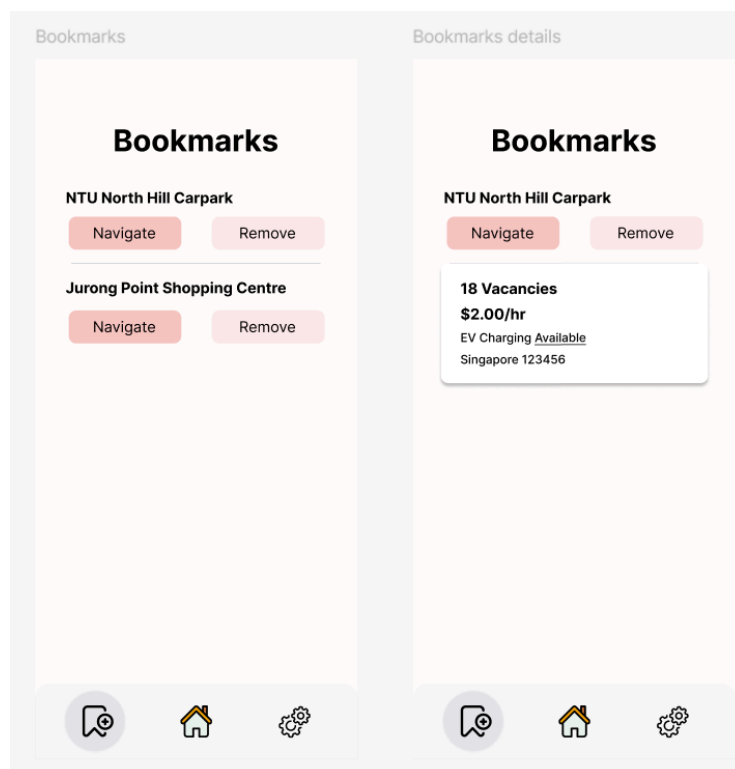 Bookmarks
Bookmarks
NTU North Hill Carpark
Navigate Remove
Jurong Point Shopping Centre
Navigate Remove
Bookmarks details
Bookmarks
NTU North Hill Carpark
Navigate Remove
18 Vacancies
$2.00/hr
EV Charging Available
Singapore 123456